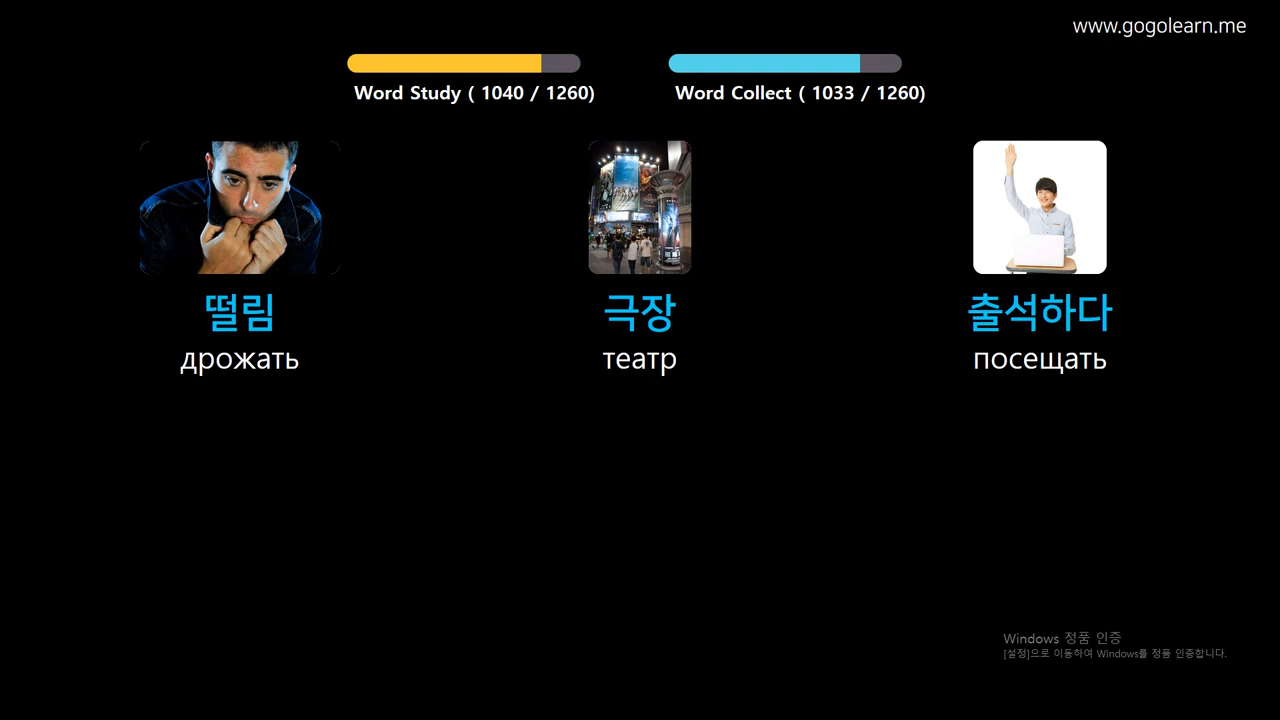 www.gogolearn.me
Word Study ( 1040 / 1260)
Word Collect ( 1033 / 1260)
떨림
극장
출석하다
дрожать
театр
посещать
Windows 정품 인증
[설정]으로 이동하여 Windows를 정품 인증합니다.